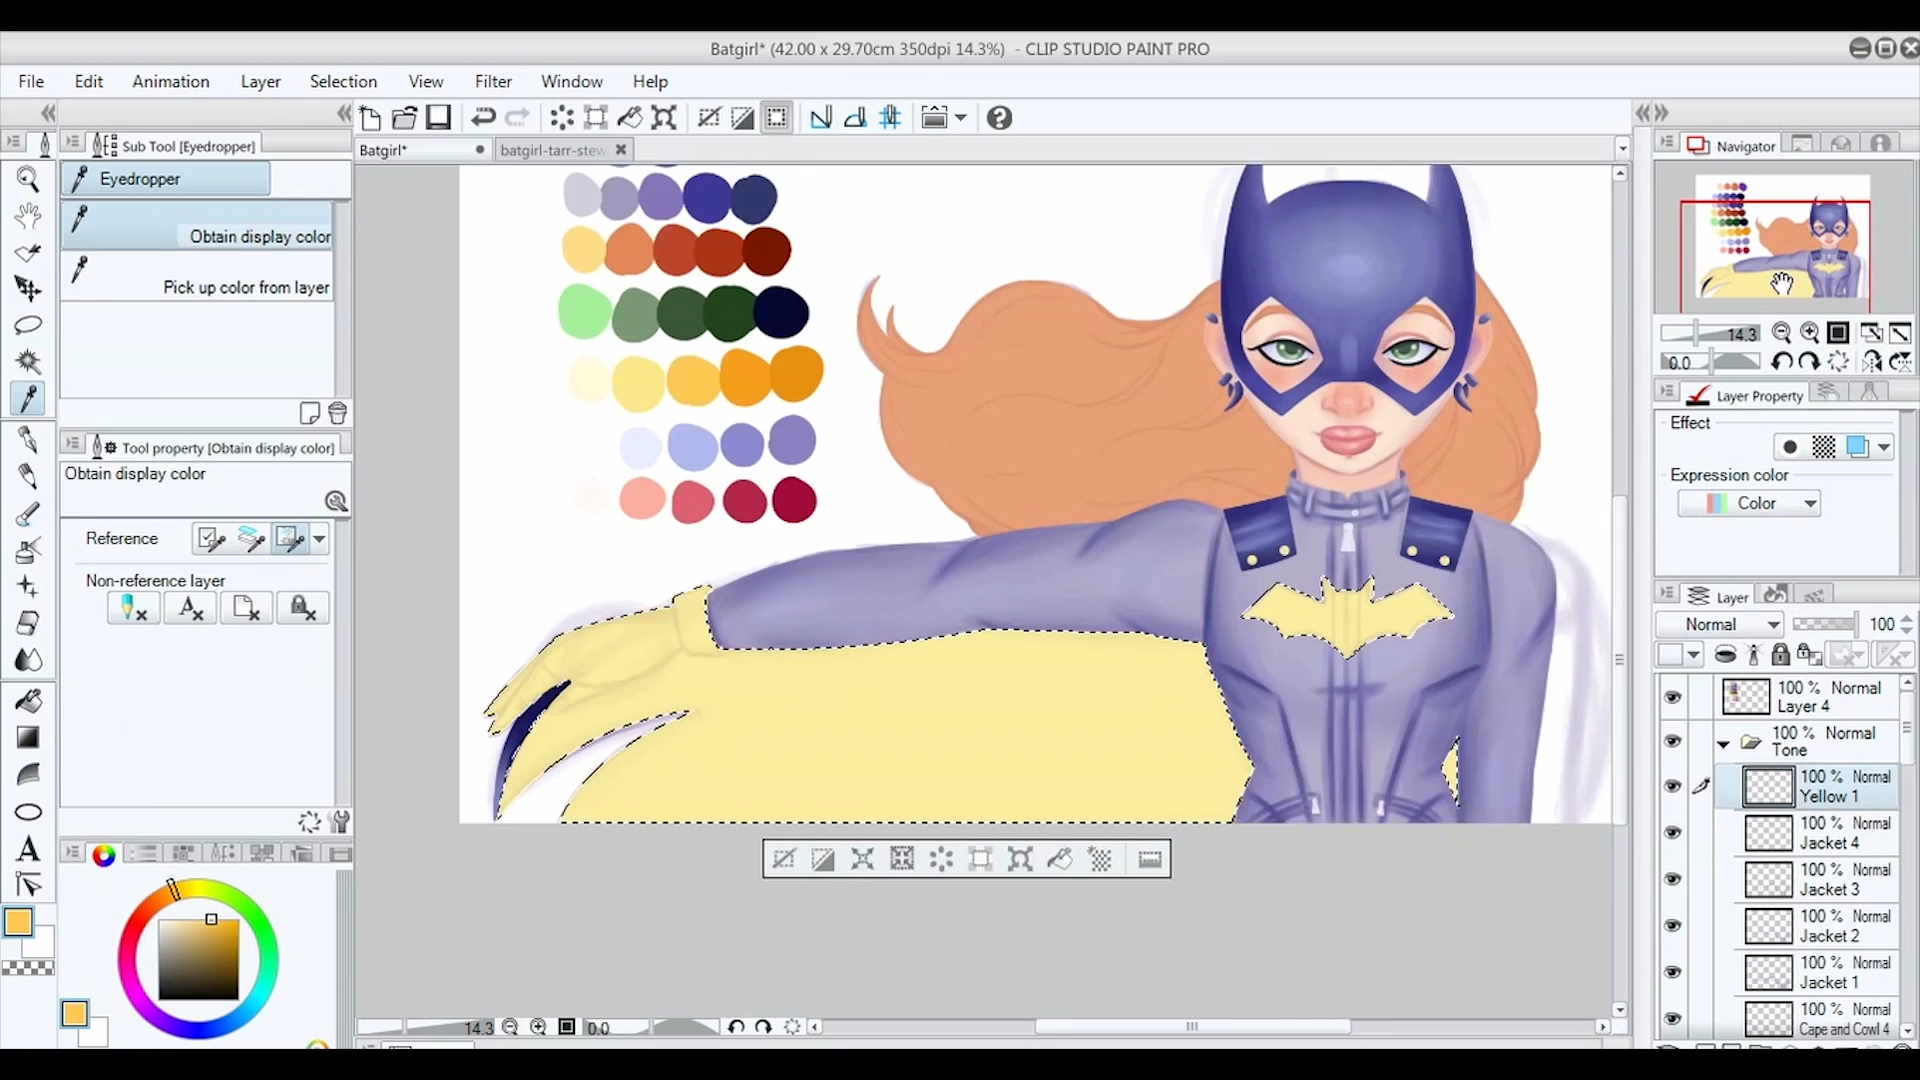 Batgirl* (42.00 x 29.70cm 350dpi 14.3%) - CLIP STUDIO PAINT PRO
File Edit Animation Layer Selection View Filter Window Help
Sub Tool [Eyedropper]
Eyedropper
Obtain display color
Pick up color from layer
Tool property [Obtain display color]
Obtain display color
Reference
Non-reference layer
Batgirl*
batgirl-tarr-stew
14.3
0.0
Navigator
14.3
0.0
Layer Property
Effect
Expression color
Color
Layer
Normal 100
100 % Normal
Layer 4
100 % Normal
Tone
100 % Normal
Yellow 1
100 % Normal
Jacket 4
100 % Normal
Jacket 3
100 % Normal
Jacket 2
100 % Normal
Jacket 1
100 % Normal
Cape and Cowl 4